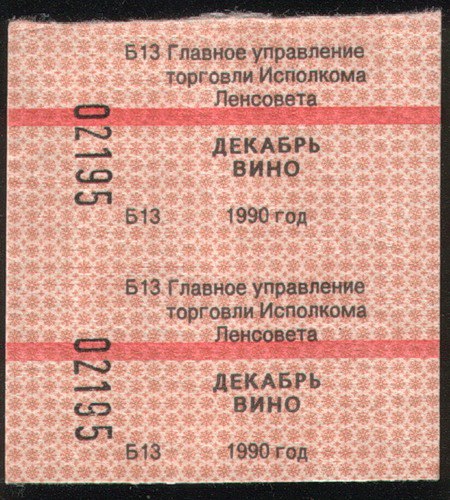 Б13 Главное управление
торговли Исполкома
Ленсовета
02195
ДЕКАБРЬ
ВИНО
Б13 1990 год
Б13 Главное управление
торговли Исполкома
Ленсовета
02195
ДЕКАБРЬ
ВИНО
Б13 1990 год